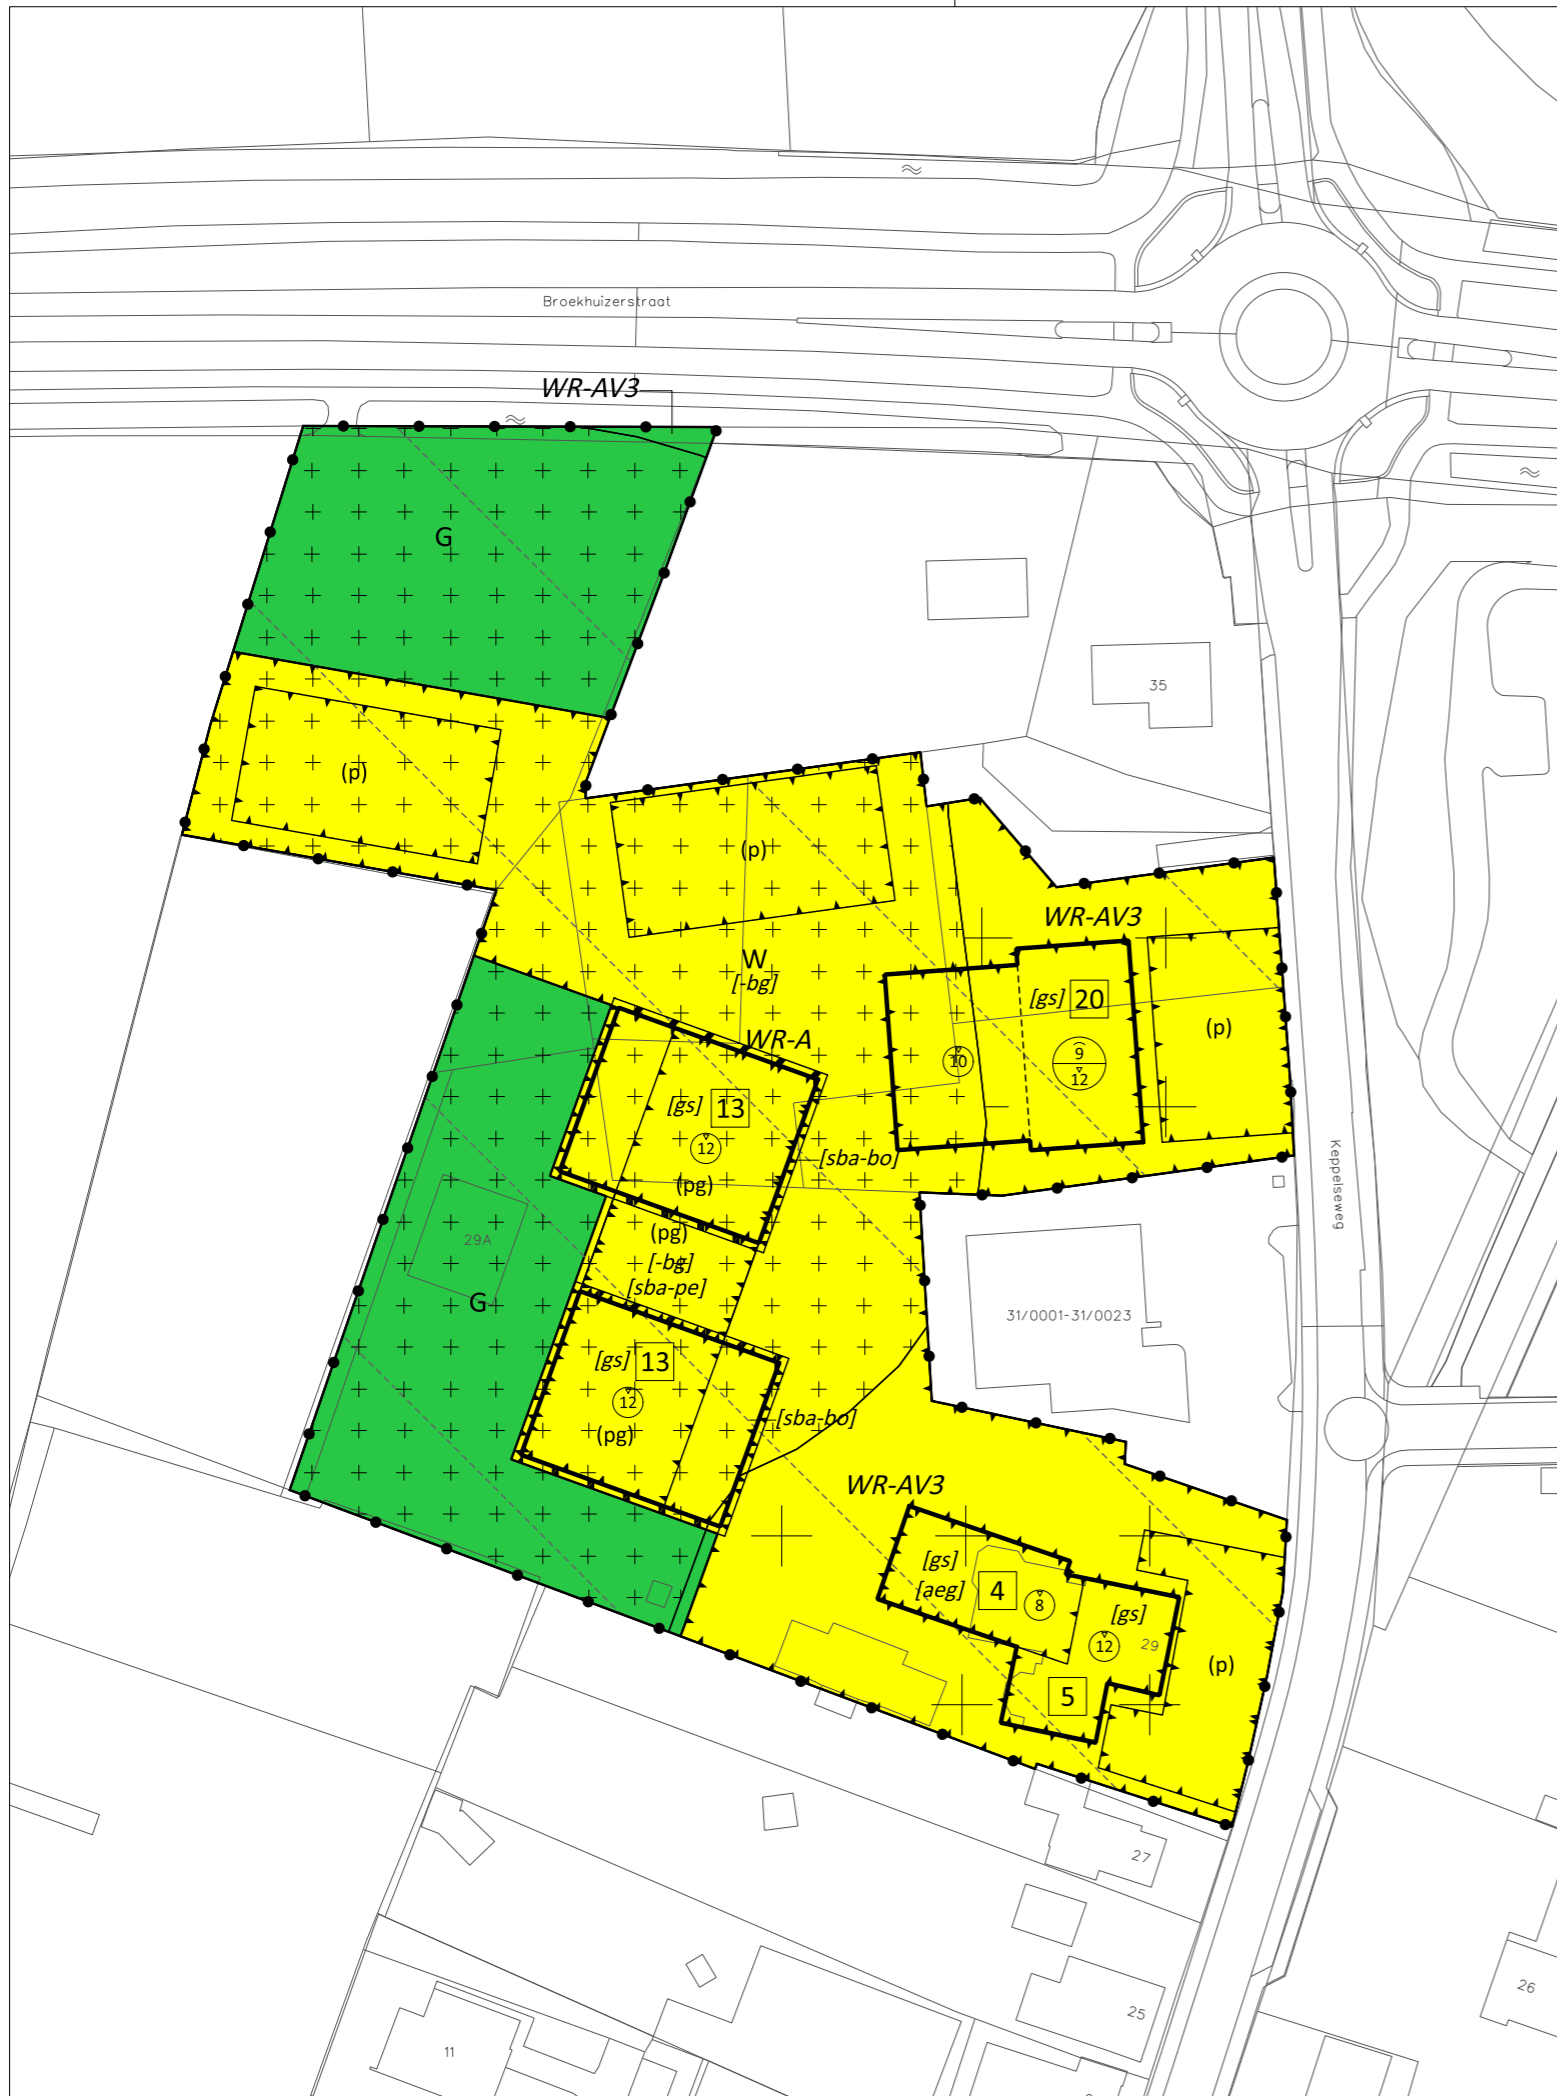 Broekhuizerstraat
WR-AV3
G
35
(p)
(p)
WR-AV3
W
[-bg]
[gs] 20
(p)
WR-A
9
10
12
[gs] 13
12
[sba-bo]
(pg)
(pg)
29A
[-bg]
[sba-pe]
G
Keppelseweg
31/0001-31/0023
[gs] 13
12
[sba-bo]
(pg)
WR-AV3
[gs]
[aeg] 4
8
[gs]
12
29
(p)
5
27
26
25
11